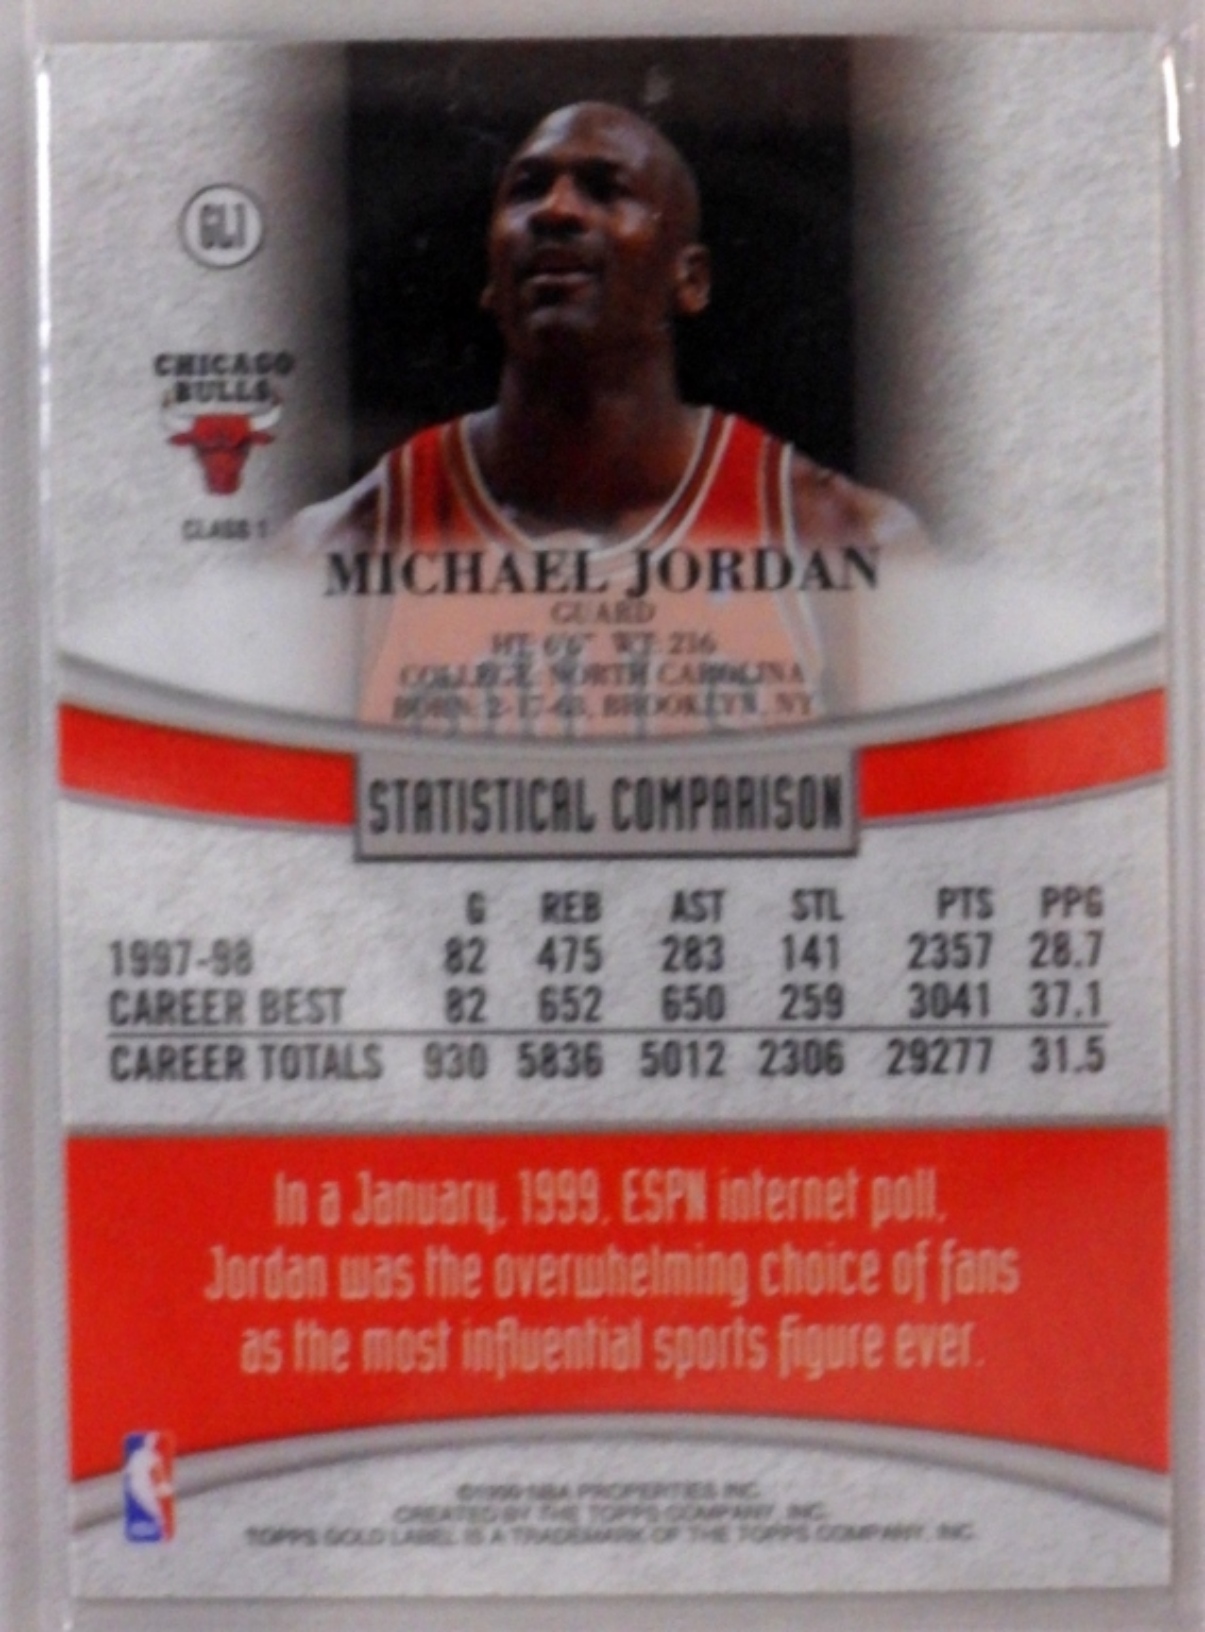 GL1
CHICAGO
BULLS
CLASS 1
MICHAEL JORDAN
GUARD
HT: 6'6" WT: 216
COLLEGE: NORTH CAROLINA
BORN: 2-17-63, BROOKLYN, NY
STATISTICAL COMPARISON
G REB AST STL PTS PPG
1997-98 82 475 283 141 2357 28.7
CAREER BEST 82 652 650 259 3041 37.1
CAREER TOTALS 930 5836 5012 2306 29277 31.5
In a January, 1999, ESPN internet poll,
Jordan was the overwhelming choice of fans
as the most influential sports figure ever.
©1999 NBA PROPERTIES INC.
CREATED BY THE TOPPS COMPANY, INC.
TOPPS GOLD LABEL IS A TRADEMARK OF THE TOPPS COMPANY, INC.